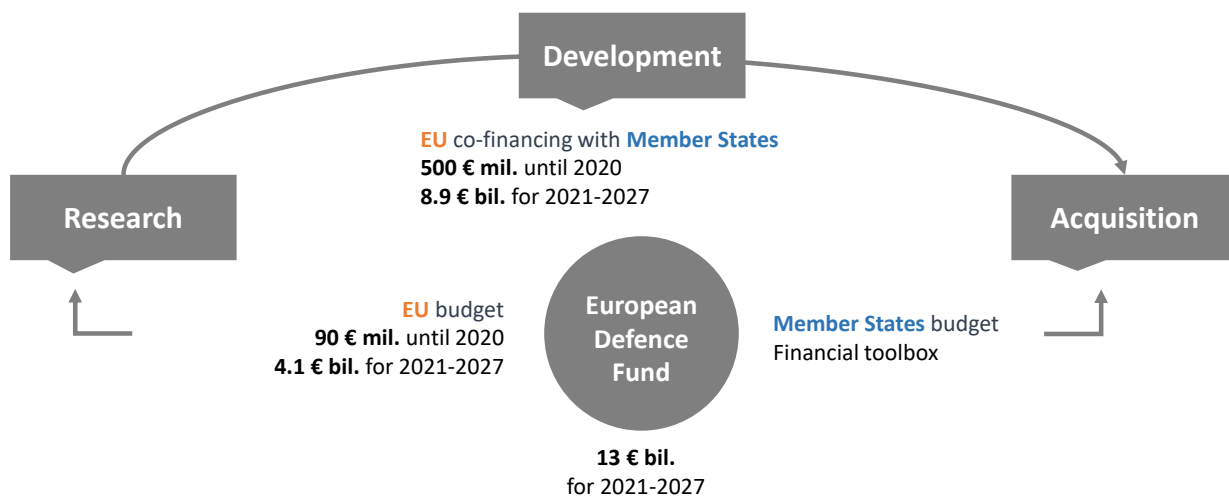 Development
EU co-financing with Member States
500 € mil. until 2020
8.9 € bil. for 2021-2027
Research
Acquisition
EU budget
90 € mil. until 2020
4.1 € bil. for 2021-2027
European
Defence
Fund
Member States budget
Financial toolbox
13 € bil.
for 2021-2027